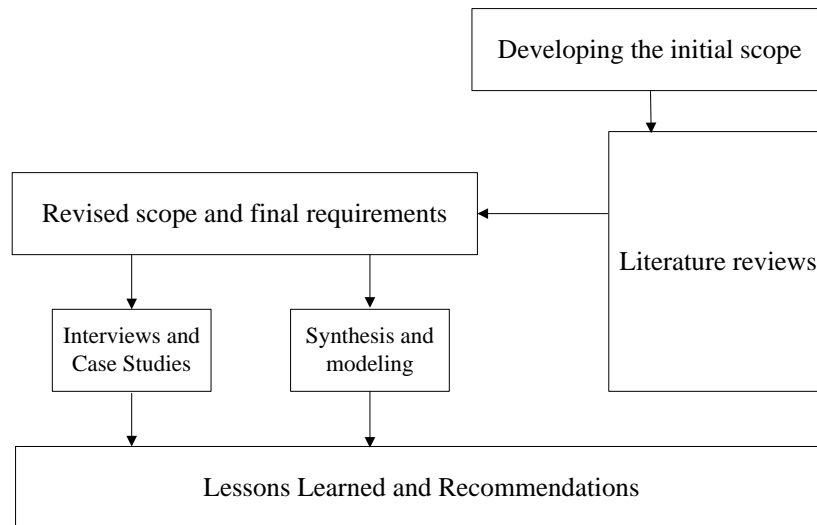 Developing the initial scope
Literature reviews
Revised scope and final requirements
Interviews and
Case Studies
Synthesis and
modeling
Lessons Learned and Recommendations